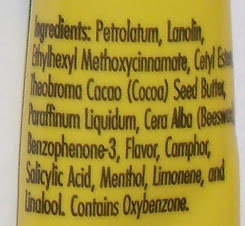 Ingredients: Petrolatum, Lanolin,
Ethylhexyl Methoxycinnamate, Cetyl Ester
Theobroma Cacao (Cocoa) Seed Butter,
Paraffinum Liquidum, Cera Alba (Beeswax
Benzophenone-3, Flavor, Camphor,
Salicylic Acid, Menthol, Limonene, and
Linalool. Contains Oxybenzone.